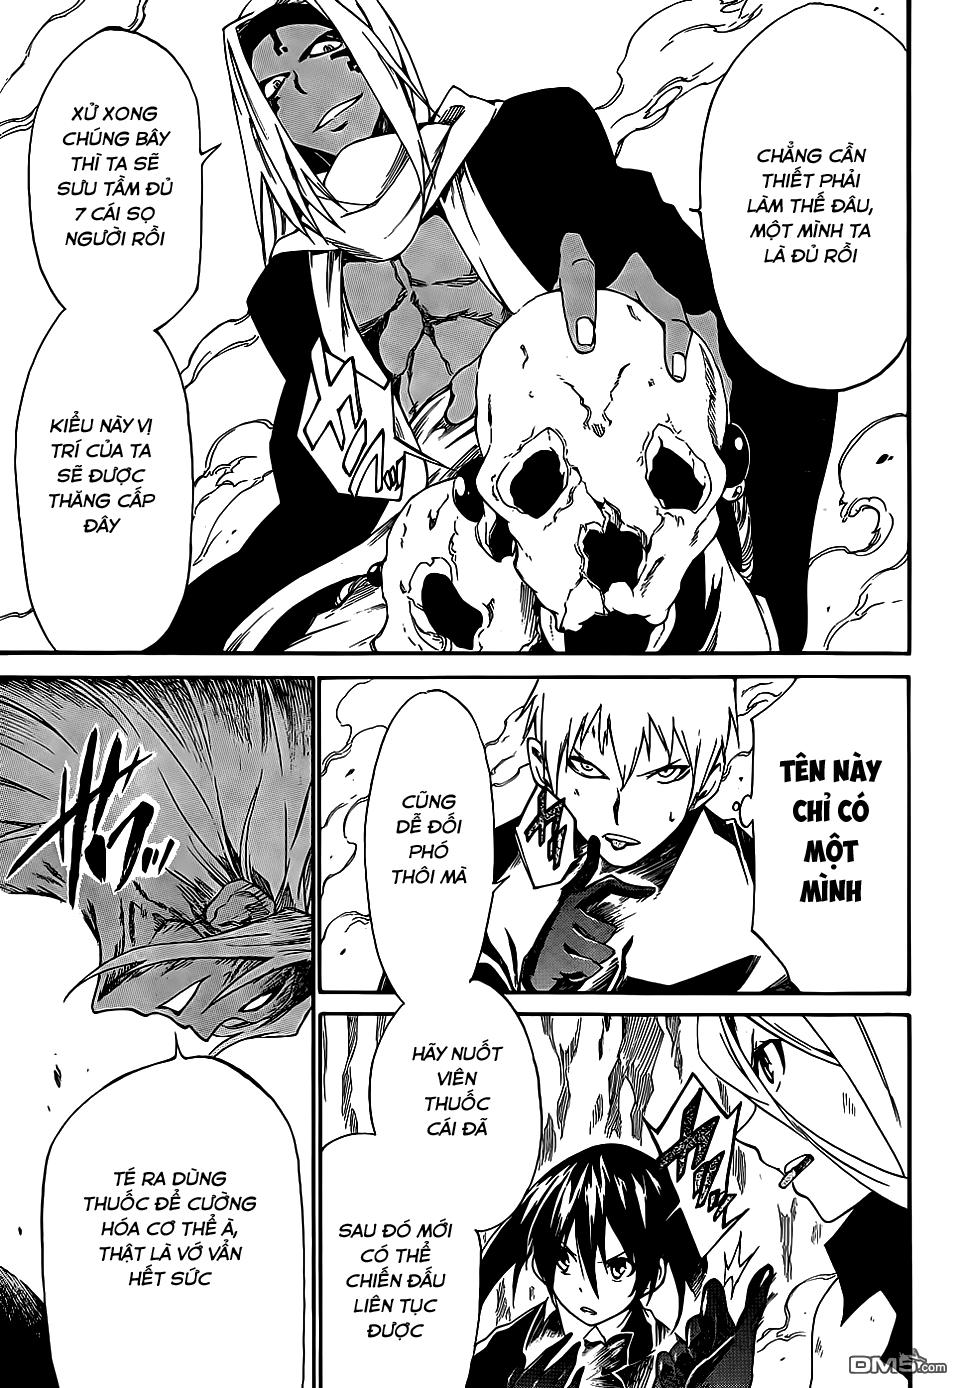 CHẲNG CẦN
THIẾT PHẢI
LÀM THẾ ĐÂU,
MỘT MÌNH TA
LÀ ĐỦ RỒI
XỬ XONG
CHÚNG BÂY
THÌ TA SẼ
SƯU TẦM ĐỦ
7 CÁI SỌ
NGƯỜI RỒI
KIỂU NÀY VỊ
TRÍ CỦA TA
SẼ ĐƯỢC
THĂNG CẤP
ĐÂY
TÊN NÀY
CHỈ CÓ
MỘT
MÌNH
CŨNG
DỄ ĐỐI
PHÓ
THÔI MÀ
HÃY NUỐT
VIÊN
THUỐC
CÁI ĐÃ
SAU ĐÓ MỚI
CÓ THỂ
CHIẾN ĐẤU
LIÊN TỤC
ĐƯỢC
TÉ RA DÙNG
THUỐC ĐỂ CƯỜNG
HÓA CƠ THỂ À,
THẬT LÀ VỚ VẨN
HẾT SỨC